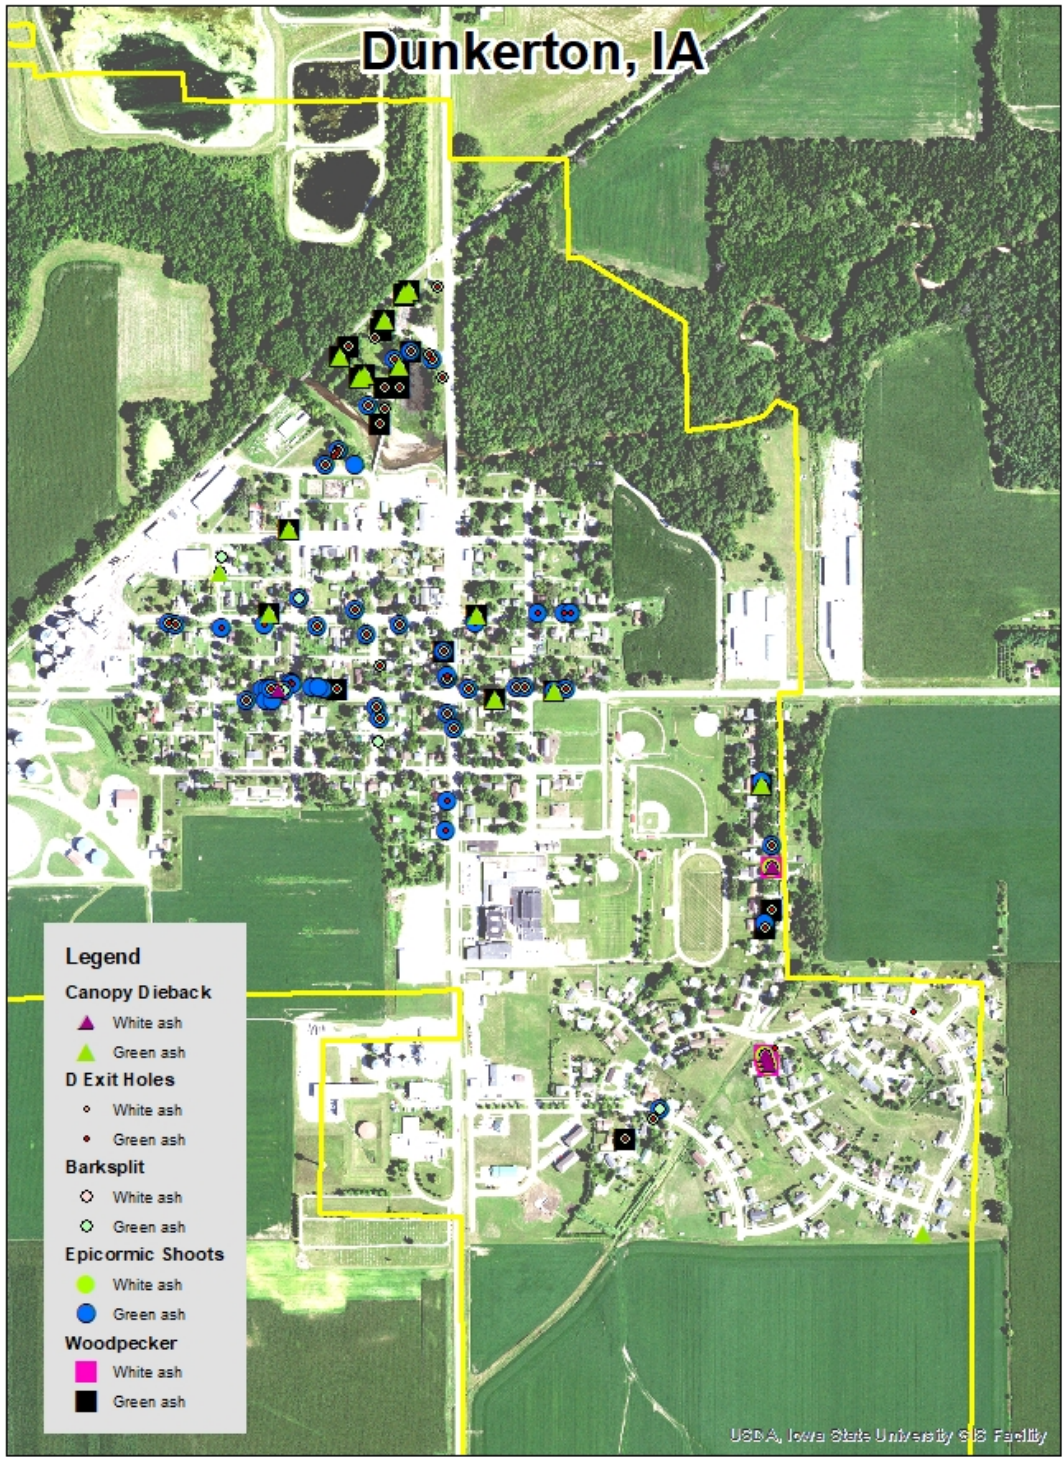 Dunkerton, IA
Legend
Canopy Dieback
White ash
Green ash
D Exit Holes
White ash
Green ash
Barksplit
White ash
Green ash
Epicormic Shoots
White ash
Green ash
Woodpecker
White ash
Green ash
USDA, Iowa State University GIS Facility